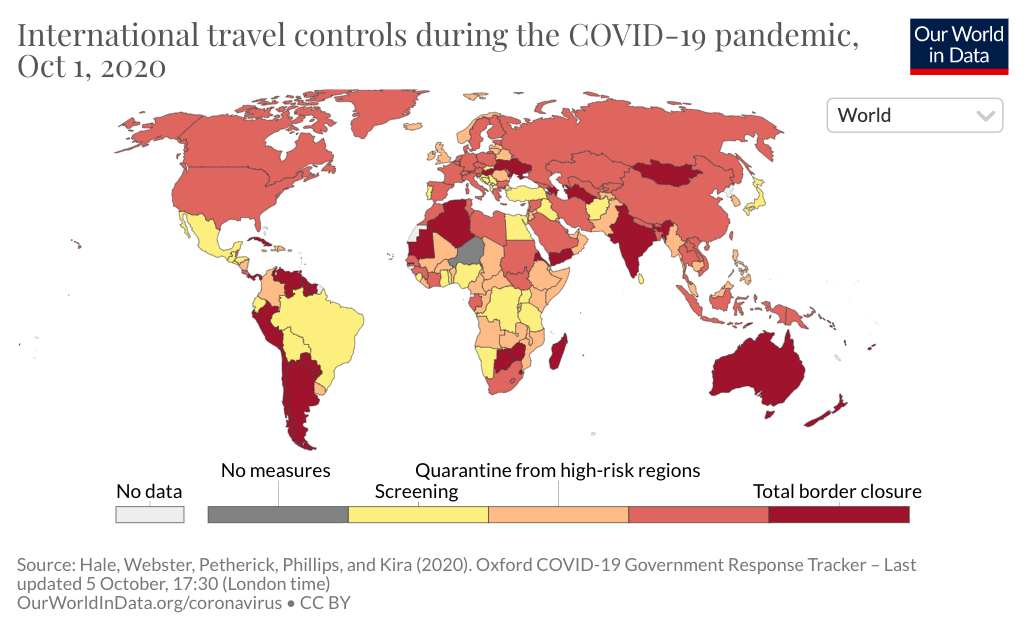 International travel controls during the COVID-19 pandemic,
Oct 1, 2020
Our World
in Data
World
No measures
Quarantine from high-risk regions
No data
Screening
Total border closure
Source: Hale, Webster, Petherick, Phillips, and Kira (2020). Oxford COVID-19 Government Response Tracker – Last
updated 5 October, 17:30 (London time)
OurWorldInData.org/coronavirus • CC BY